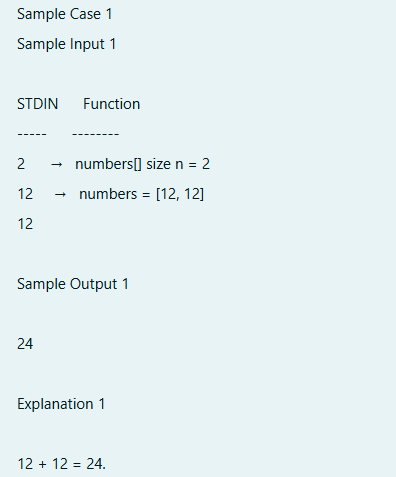 Sample Case 1
Sample Input 1
STDIN Function
----- --------
2 → numbers[] size n = 2
12 → numbers = [12, 12]
12
Sample Output 1
24
Explanation 1
12 + 12 = 24.